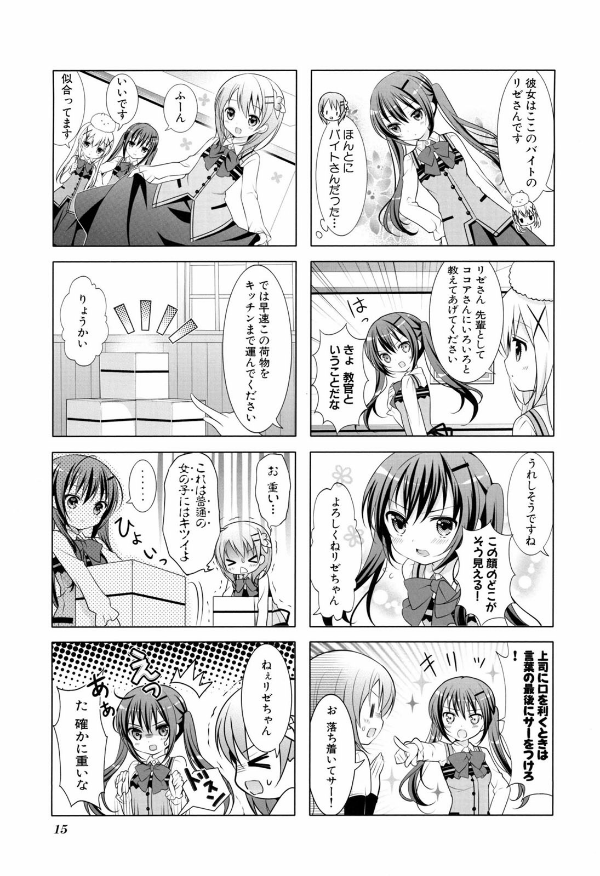 彼女はここのバイトの
リゼさんです
ほんとに
バイトさんだった…
リゼさん 先輩として
ココアさんにいろいろと
教えてあげてください
はっ
きょ 教官と
いうことだな
うれしそうですね
この顔のどこが
そう見える!
よろしくねリゼちゃん
上司に口を利くときは
言葉の最後にサーをつけろ
!
お 落ち着いてサー!
ふーん
いいです
似合ってます
では早速この荷物を
キッチンまで運んでください
りょうかい
お 重い…
これは普通の
女の子にはキツイよ
ひょいっ
……
ねぇリゼちゃん
えっ
あぁ
た 確かに重いな
ドスン
15